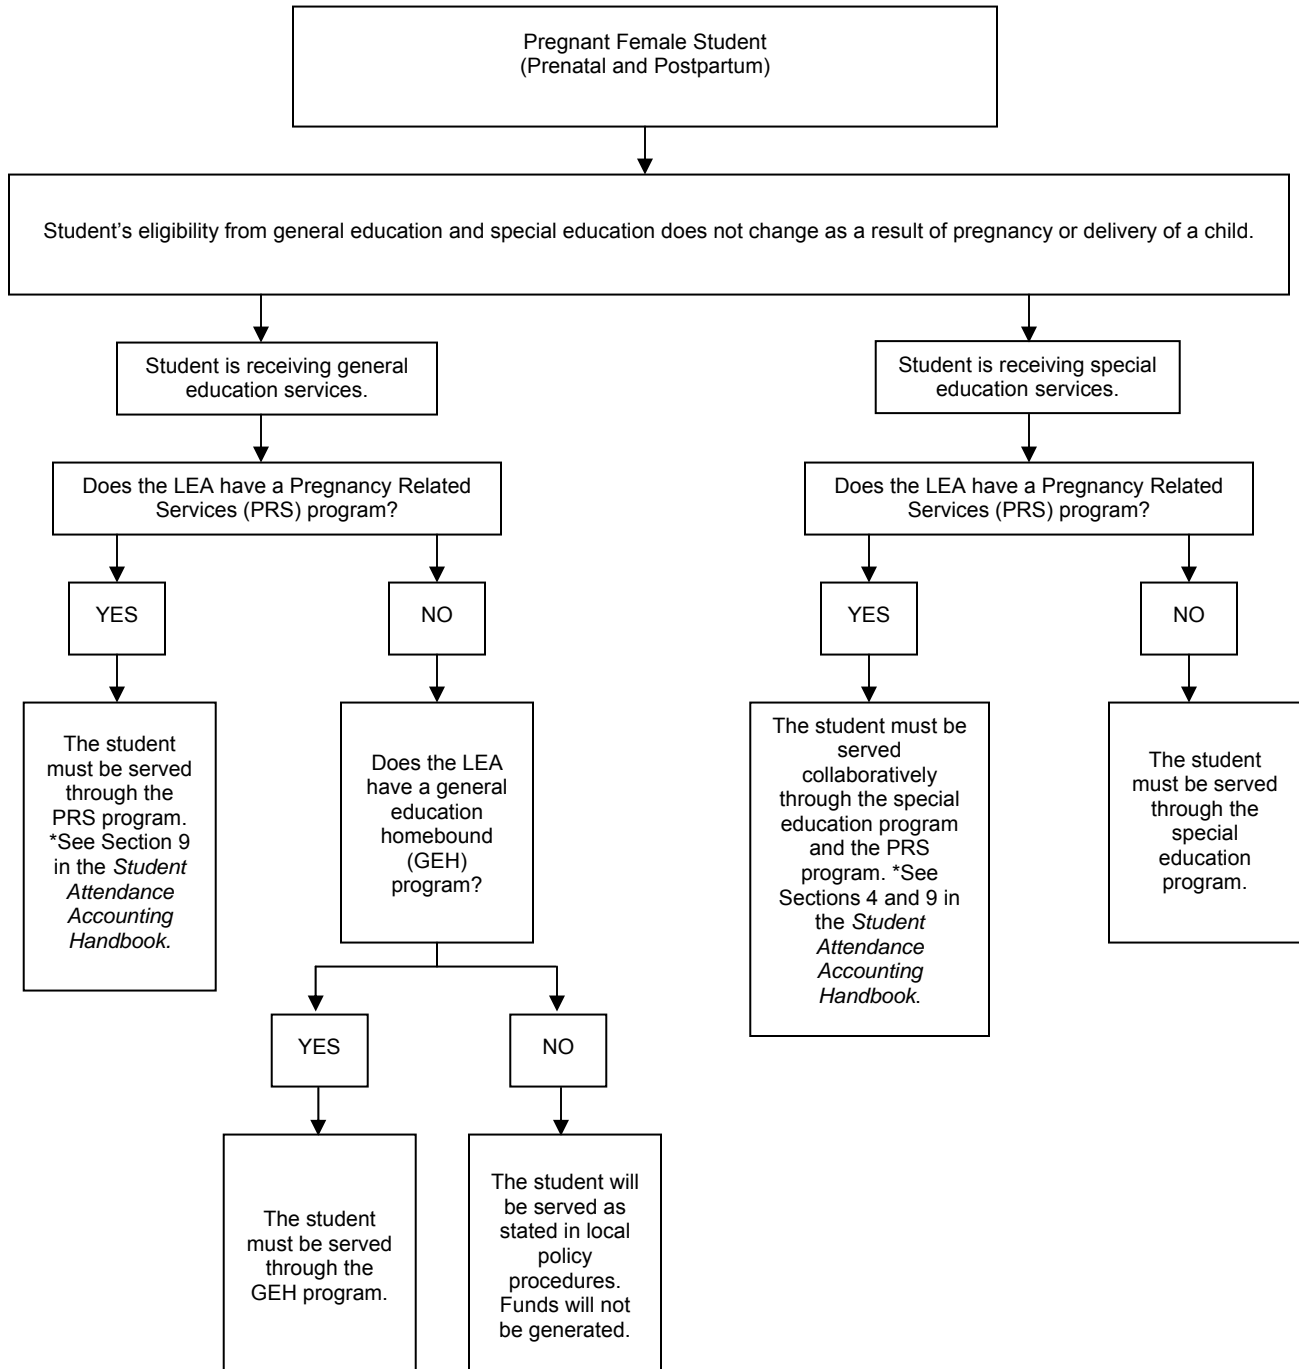 Pregnant Female Student
(Prenatal and Postpartum)
Student’s eligibility from general education and special education does not change as a result of pregnancy or delivery of a child.
Student is receiving general
education services.
Student is receiving special
education services.
Does the LEA have a Pregnancy Related
Services (PRS) program?
Does the LEA have a Pregnancy Related
Services (PRS) program?
YES
NO
YES
NO
The student
must be served
through the
PRS program.
*See Section 9
in the Student
Attendance
Accounting
Handbook.
Does the LEA
have a general
education
homebound
(GEH)
program?
The student must be
served
collaboratively
through the special
education program
and the PRS
program. *See
Sections 4 and 9 in
the Student
Attendance
Accounting
Handbook.
The student
must be served
through the
special
education
program.
YES
NO
The student
must be served
through the
GEH program.
The student will
be served as
stated in local
policy
procedures.
Funds will not
be generated.